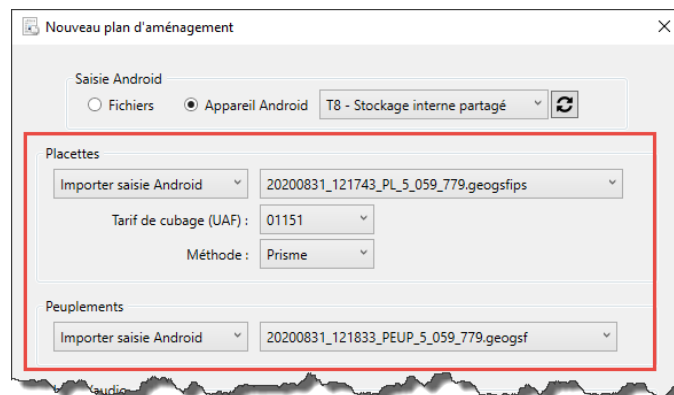 Nouveau plan d'aménagement
Saisie Android
Fichiers Appareil Android T8 - Stockage interne partagé
Placettes
Importer saisie Android 20200831_121743_PL_5_059_779.geogsfips
Tarif de cubage (UAF) : 01151
Méthode : Prisme
Peuplements
Importer saisie Android 20200831_121833_PEUP_5_059_779.geogsf